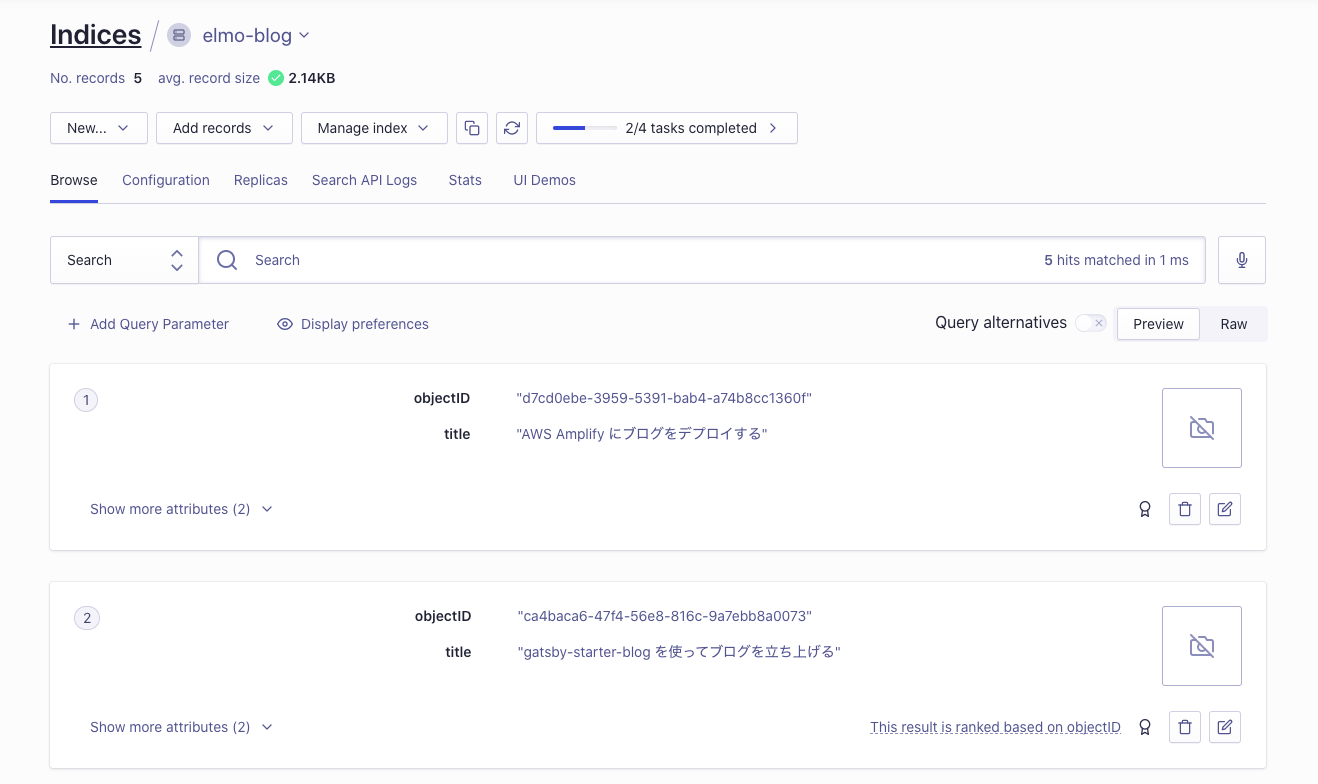 Indices / elmo-blog
No. records 5 avg. record size 2.14KB
New... Add records Manage index 2/4 tasks completed
Browse Configuration Replicas Search API Logs Stats UI Demos
Search Search 5 hits matched in 1 ms
Add Query Parameter Display preferences Query alternatives Preview Raw
1 objectID "d7cd0ebe-3959-5391-bab4-a74b8cc1360f"
title "AWS Amplify にブログをデプロイする"
Show more attributes (2)
2 objectID "ca4baca6-47f4-56e8-816c-9a7ebb8a0073"
title "gatsby-starter-blog を使ってブログを立ち上げる"
Show more attributes (2) This result is ranked based on objectID